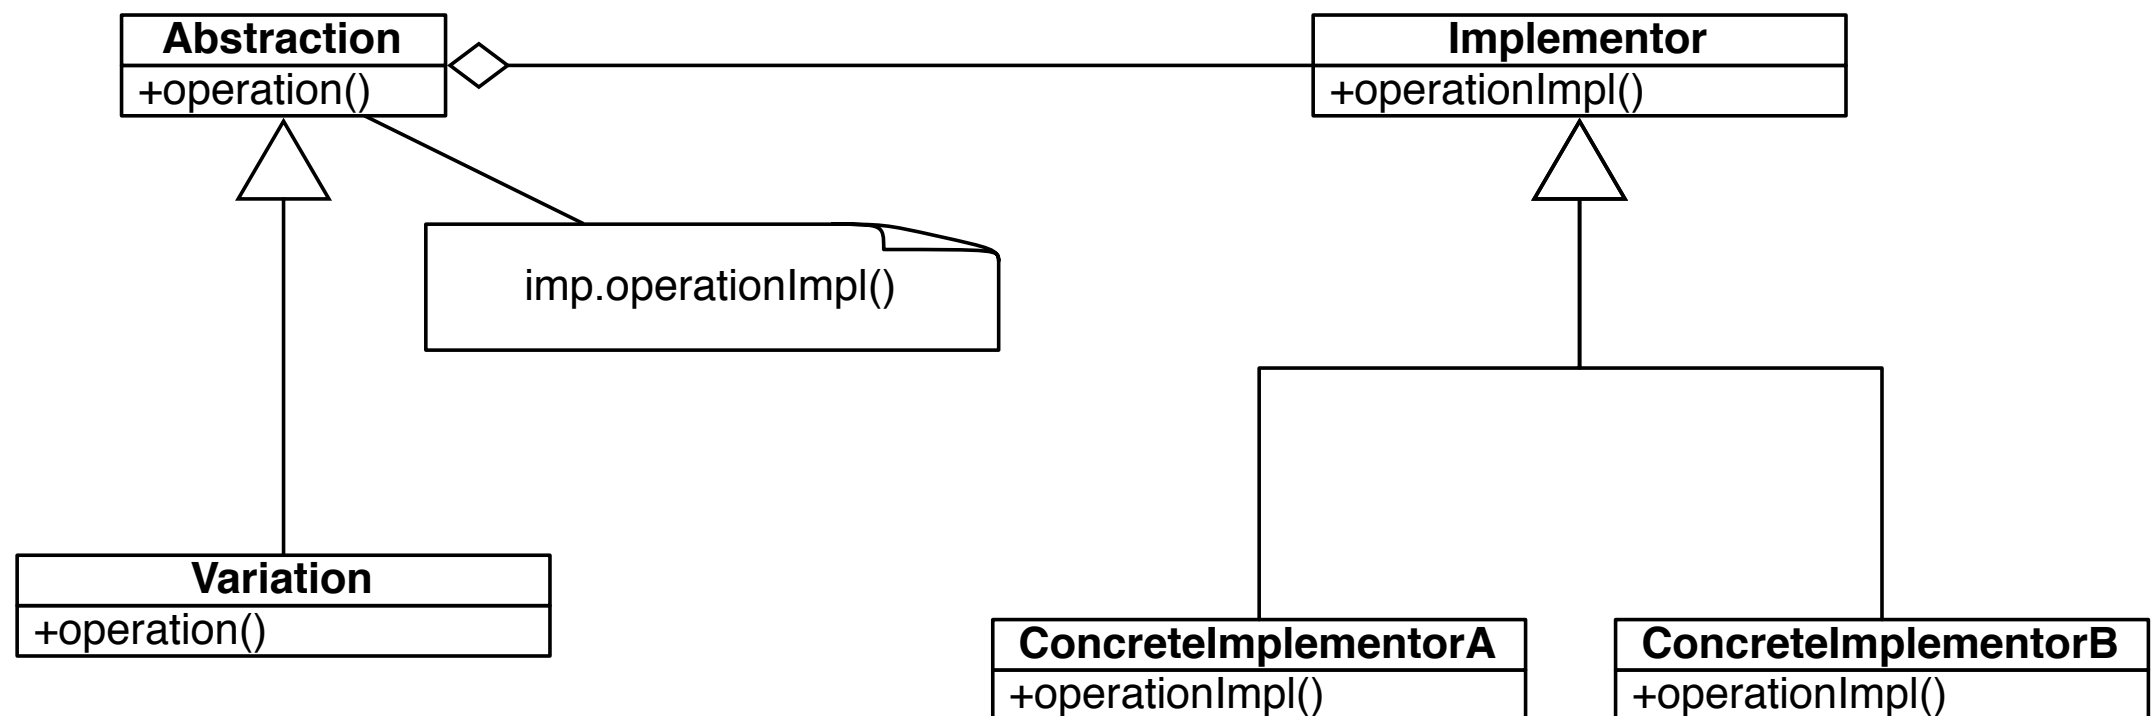 Abstraction
+operation()
Implementor
+operationImpl()
imp.operationImpl()
Variation
+operation()
ConcreteImplementorA
+operationImpl()
ConcreteImplementorB
+operationImpl()